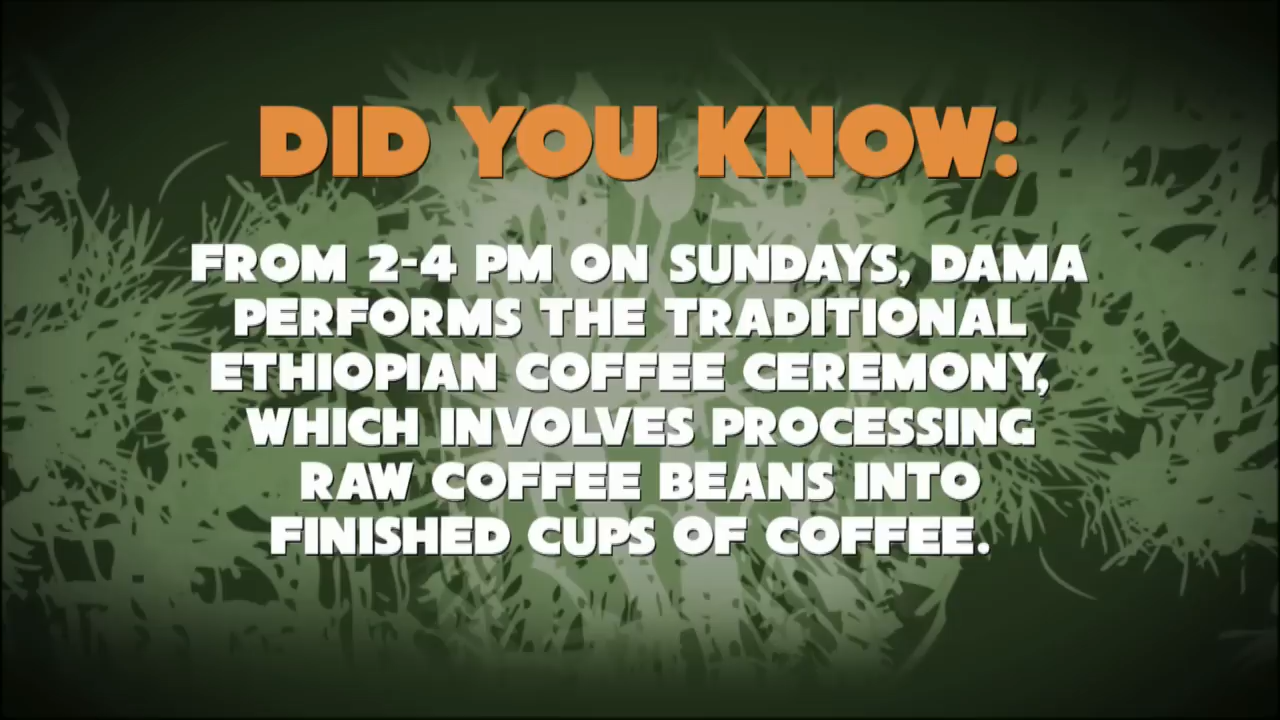 DID YOU KNOW:
FROM 2-4 PM ON SUNDAYS, DAMA
PERFORMS THE TRADITIONAL
ETHIOPIAN COFFEE CEREMONY,
WHICH INVOLVES PROCESSING
RAW COFFEE BEANS INTO
FINISHED CUPS OF COFFEE.